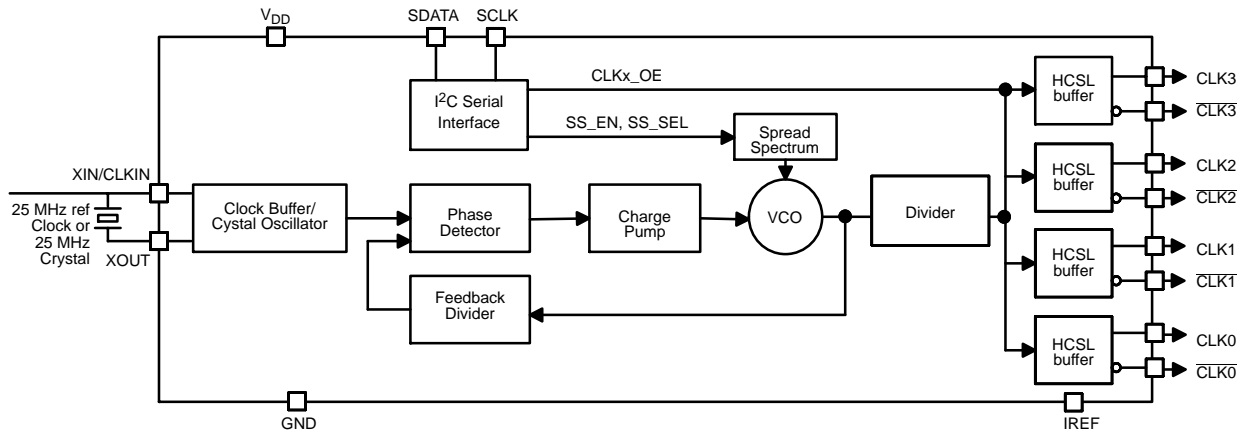 VDD
SDATA
SCLK
I2C Serial
Interface
CLKx_OE
SS_EN, SS_SEL
Spread
Spectrum
HCSL
buffer
CLK3
CLK3
XIN/CLKIN
25 MHz ref
Clock or
25 MHz
Crystal
XOUT
Clock Buffer/
Cystal Oscillator
Phase
Detector
Charge
Pump
VCO
Divider
HCSL
buffer
CLK2
CLK2
HCSL
buffer
CLK1
CLK1
Feedback
Divider
HCSL
buffer
CLK0
CLK0
GND
IREF